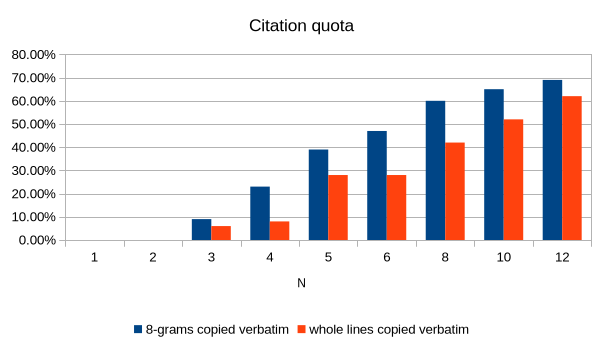 Citation quota
80.00%
70.00%
60.00%
50.00%
40.00%
30.00%
20.00%
10.00%
0.00%
1 2 3 4 5 6 8 10 12
N
8-grams copied verbatim whole lines copied verbatim